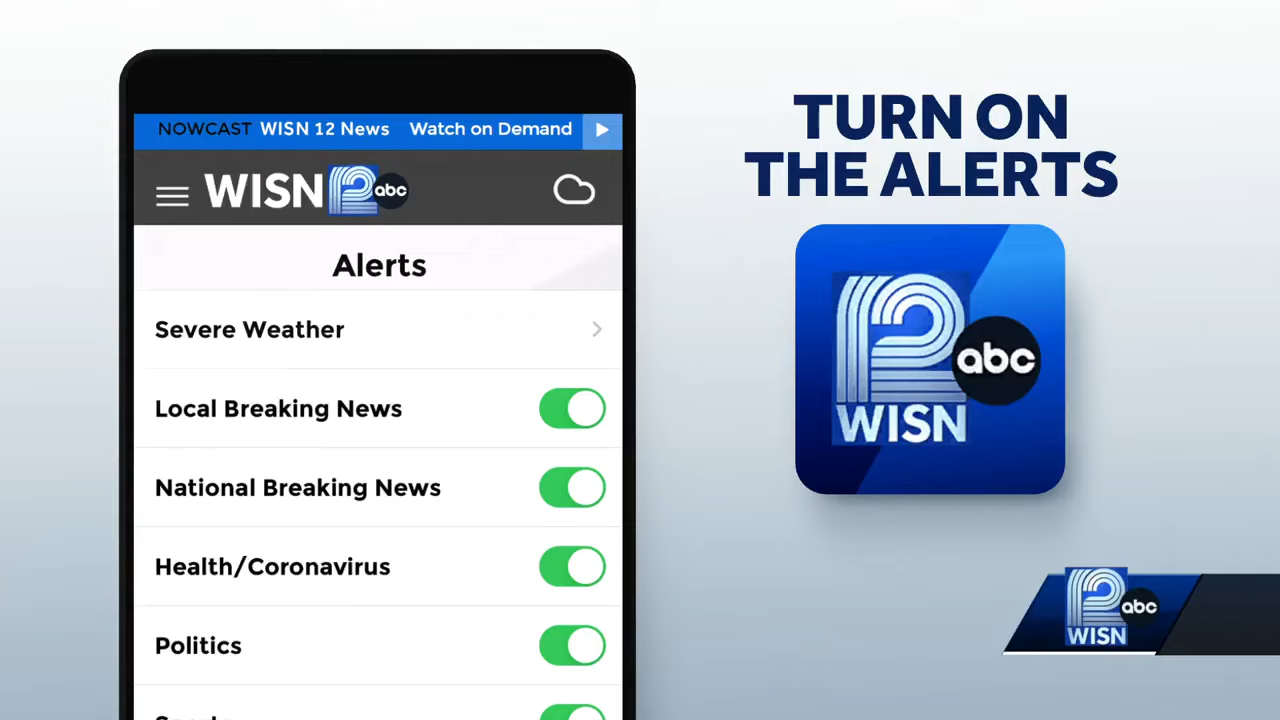 NOWCAST WISN 12 News Watch on Demand
WISN 12 abc
Alerts
Severe Weather
Local Breaking News
National Breaking News
Health/Coronavirus
Politics
TURN ON
THE ALERTS
12
abc
WISN
12
abc
WISN